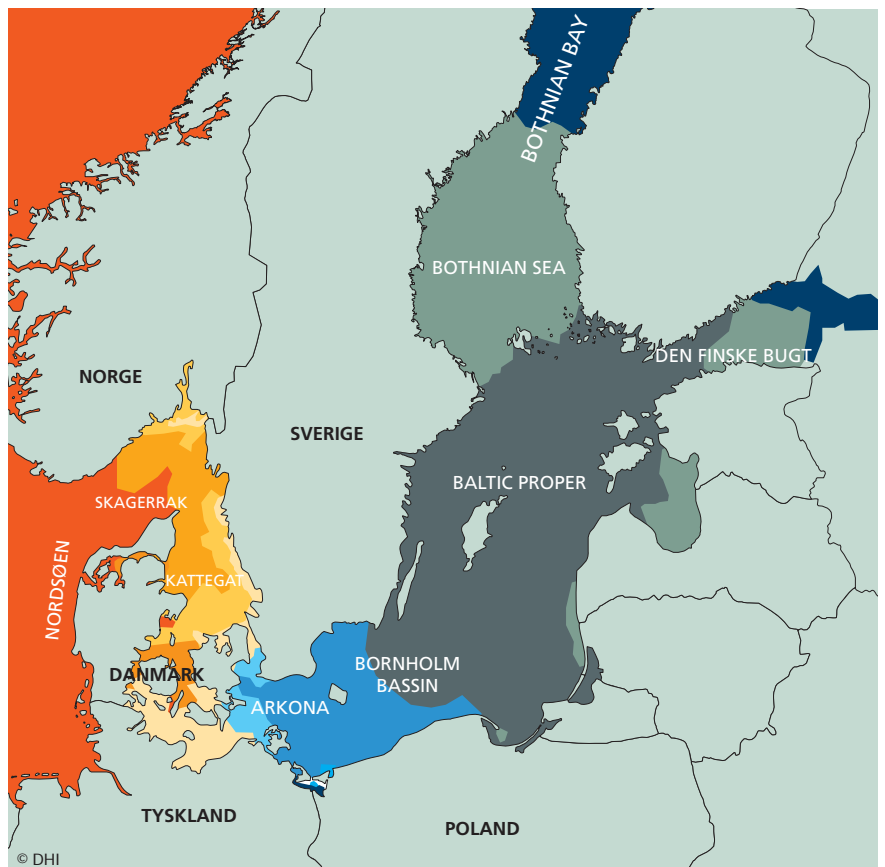 BOTHNIAN BAY
BOTHNIAN SEA
DEN FINSKE BUGT
NORGE
SVERIGE
BALTIC PROPER
SKAGERRAK
NORDSØEN
KATTEGAT
DANMARK
BORNHOLM
BASSIN
ARKONA
TYSKLAND
POLAND
© DHI